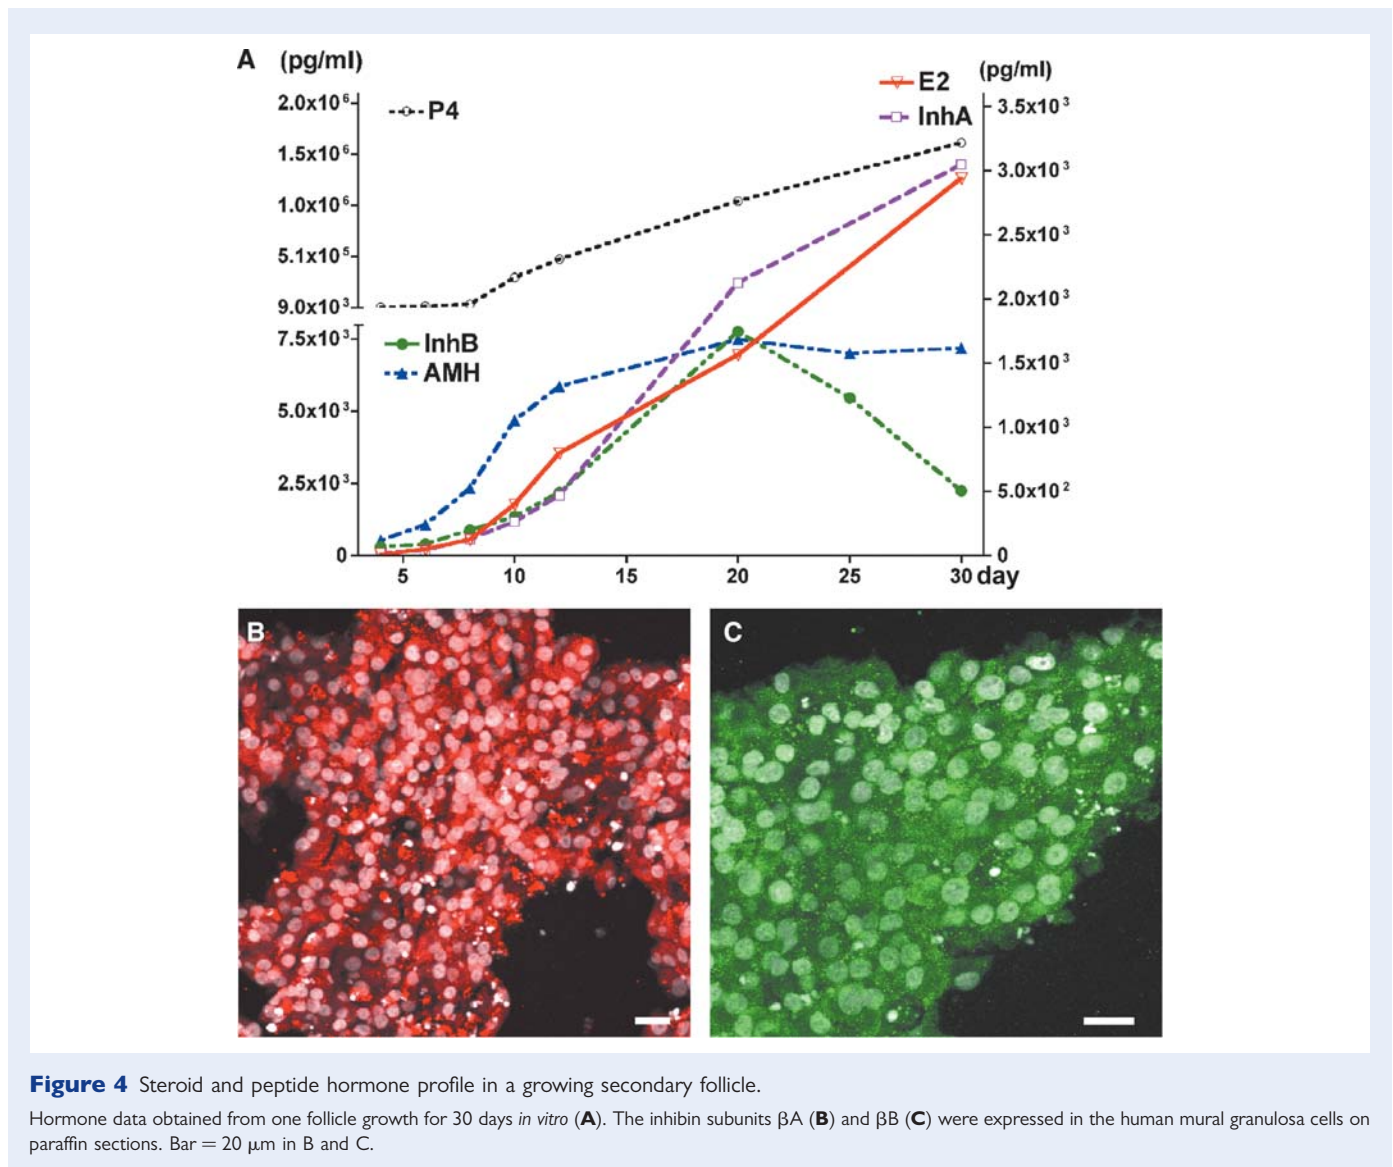 A (pg/ml)
(pg/ml)
E2
InhA
P4
2.0x10⁶
1.5x10⁶
1.0x10⁶
5.1x10⁵
9.0x10³
InhB
AMH
7.5x10³
5.0x10³
2.5x10³
0
3.5x10³
3.0x10³
2.5x10³
2.0x10³
1.5x10³
1.0x10³
5.0x10²
0
5 10 15 20 25 30 day
B
C
Figure 4 Steroid and peptide hormone profile in a growing secondary follicle.
Hormone data obtained from one follicle growth for 30 days in vitro (A). The inhibin subunits βA (B) and βB (C) were expressed in the human mural granulosa cells on
paraffin sections. Bar = 20 μm in B and C.